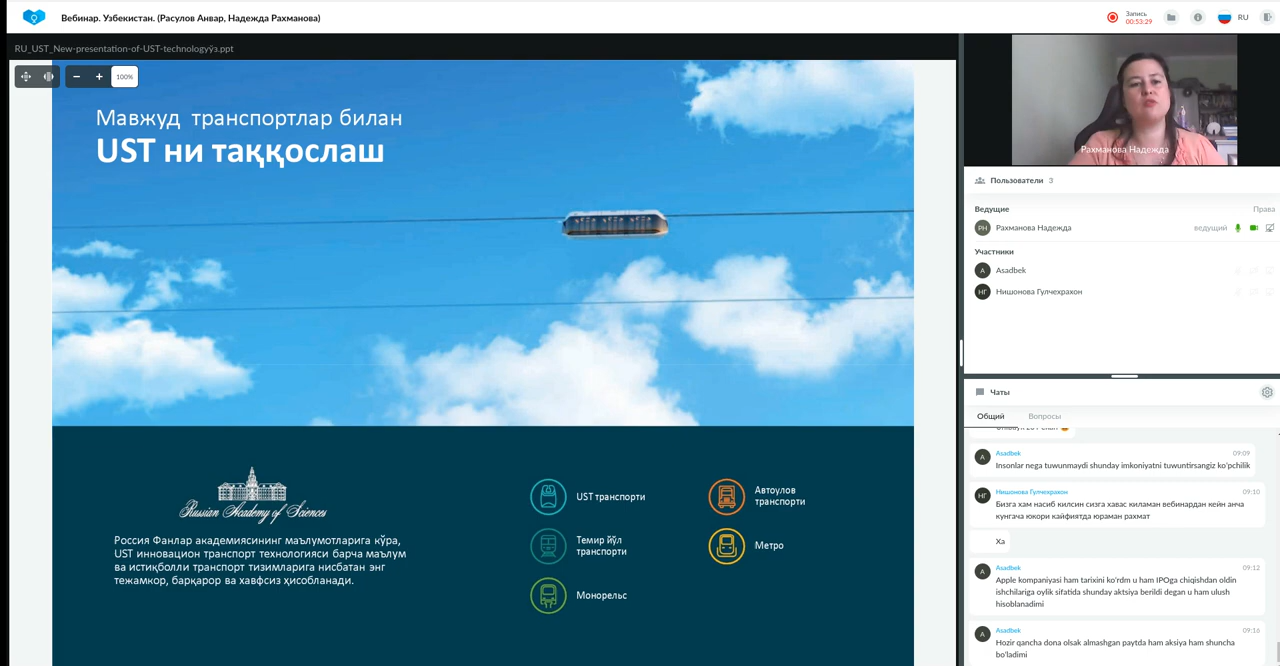 Вебинар. Узбекистан. (Расулов Анвар, Надежда Рахманова)
Запись
00:53:29
RU
RU_UST_New-presentation-of-UST-technologyўз.ppt
100%
Мавжуд транспортлар билан
UST ни таққослаш
Russian Academy of Sciences
Россия Фанлар академиясининг маълумотларига кўра,
UST инновацион транспорт технологияси барча маълум
ва истиқболли транспорт тизимларига нисбатан энг
тежамкор, барқарор ва хавфсиз ҳисобланади.
UST транспорти
Темир йўл
транспорти
Монорельс
Автоулов
транспорти
Метро
Рахманова Надежда
Пользователи 3
Ведущие
Права
РН
Рахманова Надежда
ведущий
Участники
A
Asadbek
НГ
Нишонова Гулчехрахон
Чаты
Общий
Вопросы
A
Asadbek
09:09
Insonlar nega tuwunmaydi shunday imkoniyatni tuwuntirsangiz ko'pchilik
НГ
Нишонова Гулчехрахон
09:10
Бизга хам насиб килсин сизга хавас киламан вебинардан кейн анча
кунгача юкори кайфиятда юраман рахмат
Ха
A
Asadbek
09:12
Apple kompaniyasi ham tarixini ko'rdm u ham IPOga chiqishdan oldin
ishchilariga oylik sifatida shunday aktsiya berildi degan u ham ulush
hisoblanadimi
A
Asadbek
09:16
Hozir qancha dona olsak almashgan paytda ham aksiya ham shuncha
bo'ladimi